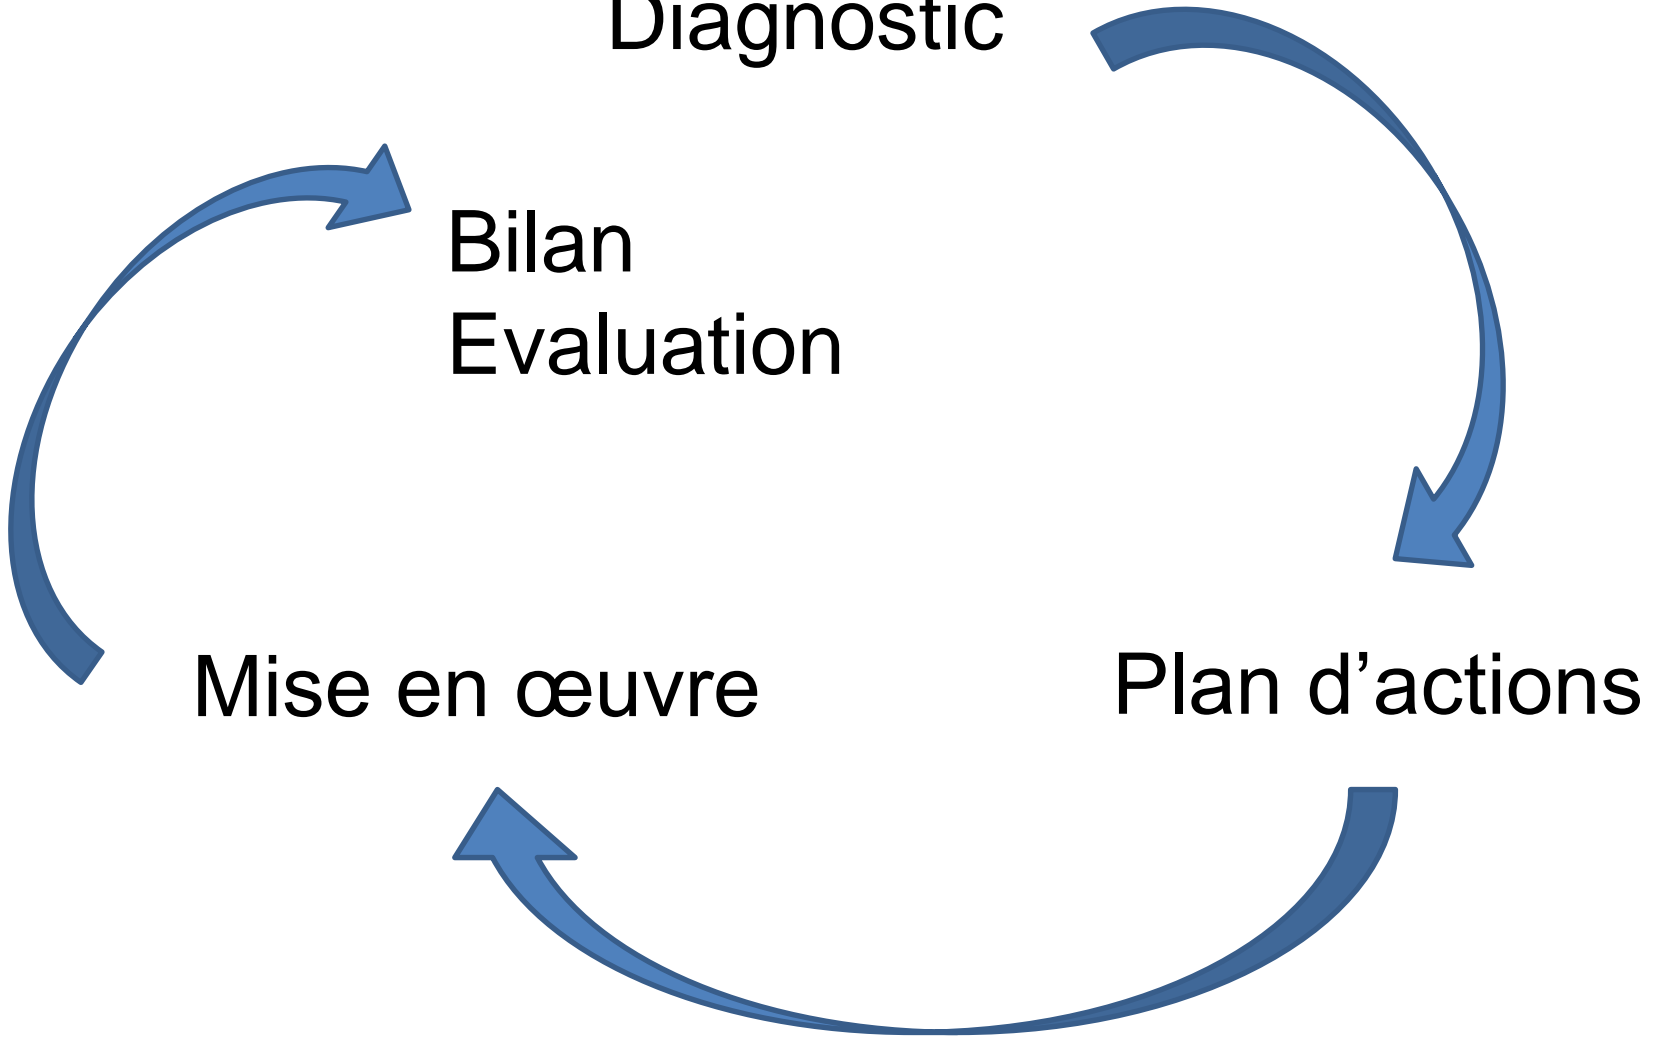 Diagnostic
Bilan
Evaluation
Mise en œuvre
Plan d’actions